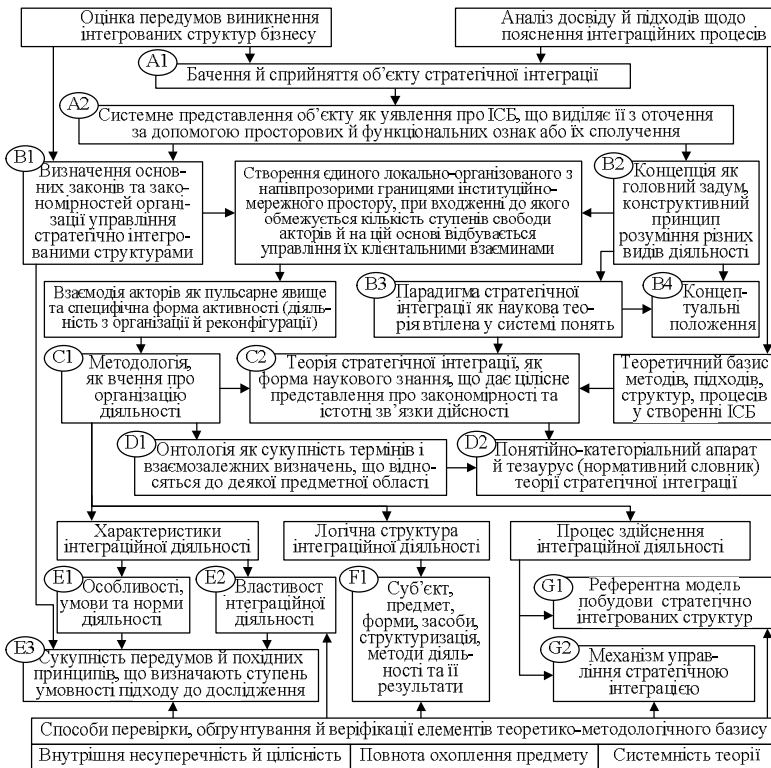 Оцінка передумов виникнення
інтегрованих структур бізнесу
Аналіз досвіду й підходів щодо
пояснення інтеграційних процесів
A1
Бачення й сприйняття об’єкту стратегічної інтеграції
A2
Системне представлення об’єкту як уявлення про ІСБ, що виділяє її з оточення
за допомогою просторових й функціональних ознак або їх сполучення
B1
Визначення основ-
них законів та зако-
номірностей органі-
зації управління
стратегічно інтегро-
ваними структурами
Створення єдиного локально-організованого з
напівпрозорими границями інституційно-
мережного простору, при входженні до якого
обмежується кількість ступенів свободи
акторів й на цій основі відбувається
управління їх клієнтальними взаєминами
B2
Концепція як
головний задум,
конструктивний
принцип
розуміння різних
видів діяльності
Взаємодія акторів як пульсарне явище
та специфічна форма активності (діяль-
ність з організації й реконфігурації)
B3
Парадигма стратегічної
інтеграції як наукова тео-
рія втілена у системі понять
B4
Концеп-
туальні
положення
C1
Методологія,
як вчення про
організацію
діяльності
C2
Теорія стратегічної інтеграції, як
форма наукового знання, що дає цілісне
представлення про закономірності та
істотні зв’язки дійсності
Теоретичний базис
методів, підходів,
структур, процесів
у створенні ІСБ
D1
Онтологія як сукупність термінів і
взаємозалежних визначень, що відно-
сяться до деякої предметної області
D2
Понятійно-категоріальний апарат
й тезаурус (нормативний словник)
теорії стратегічної інтеграції
Характеристики
інтеграційної діяльності
Логічна структура
інтеграційної діяльності
Процес здійснення
інтеграційної діяльності
E1
Особливості,
умови та норми
діяльності
E2
Властивост
інтеграційної
діяльності
F1
Суб’єкт,
предмет,
форми, засоби,
структуризація,
методи діяль-
ності та її
результати
G1
Референтна модель
побудови стратегічно
інтегрованих структур
E3
Сукупність передумов й похідних
принципів, що визначають ступень
умовності підходу до дослідження
G2
Механізм управ-
ління стратегічною
інтеграцією
Способи перевірки, обґрунтування й веріфікації елементів теоретико-методологічного базису
Внутрішня несуперечність й цілісність
Повнота охоплення предмету
Системність теорії